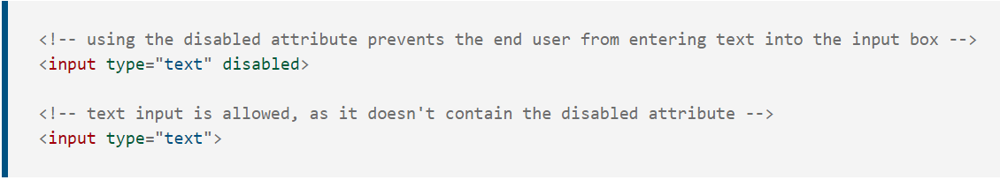 <!-- using the disabled attribute prevents the end user from entering text into the input box -->
<input type="text" disabled>
<!-- text input is allowed, as it doesn't contain the disabled attribute -->
<input type="text">